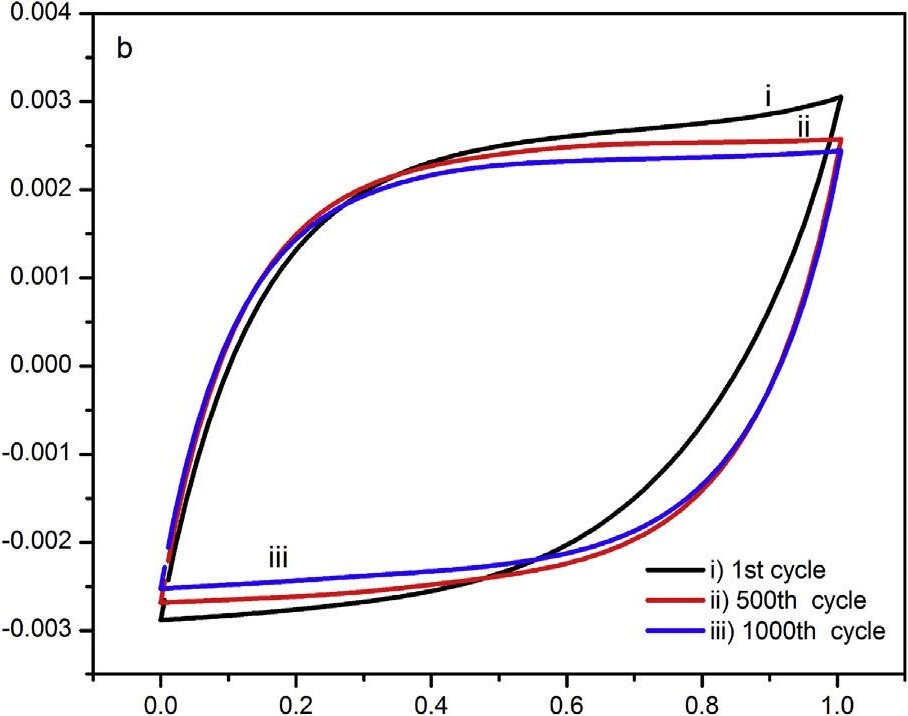 0.004
b
i
0.003
ii
0.002
0.001
0.000
-0.001
-0.002
iii
i) 1st cycle
ii) 500th cycle
-0.003
iii) 1000th cycle
0.0 0.2 0.4 0.6 0.8 1.0